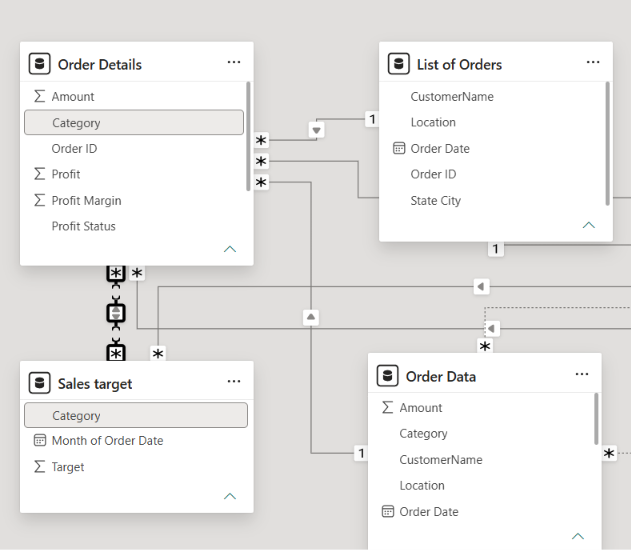 Order Details
...
Σ Amount
Category
Order ID
Σ Profit
Σ Profit Margin
Profit Status
List of Orders
...
CustomerName
Location
Order Date
Order ID
State City
* 1
*
*
1
* *
* *
*
Sales target
...
Category
Month of Order Date
Σ Target
Order Data
...
Σ Amount
Category
CustomerName
Location
Order Date
1
*